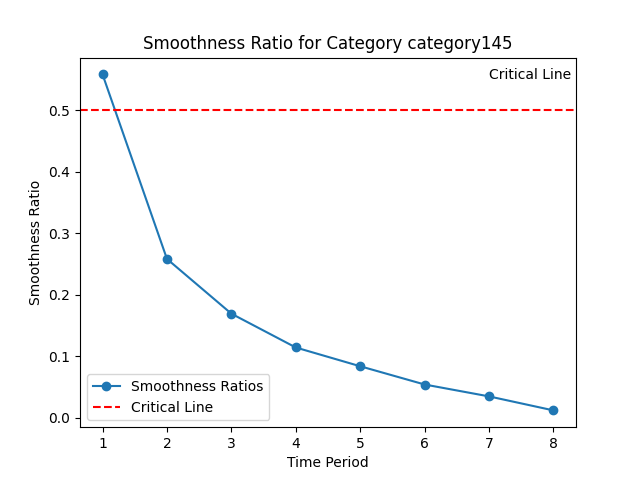 Smoothness Ratio for Category category145
Critical Line
Smoothness Ratio
0.5
0.4
0.3
0.2
0.1
0.0
Smoothness Ratios
Critical Line
1 2 3 4 5 6 7 8
Time Period